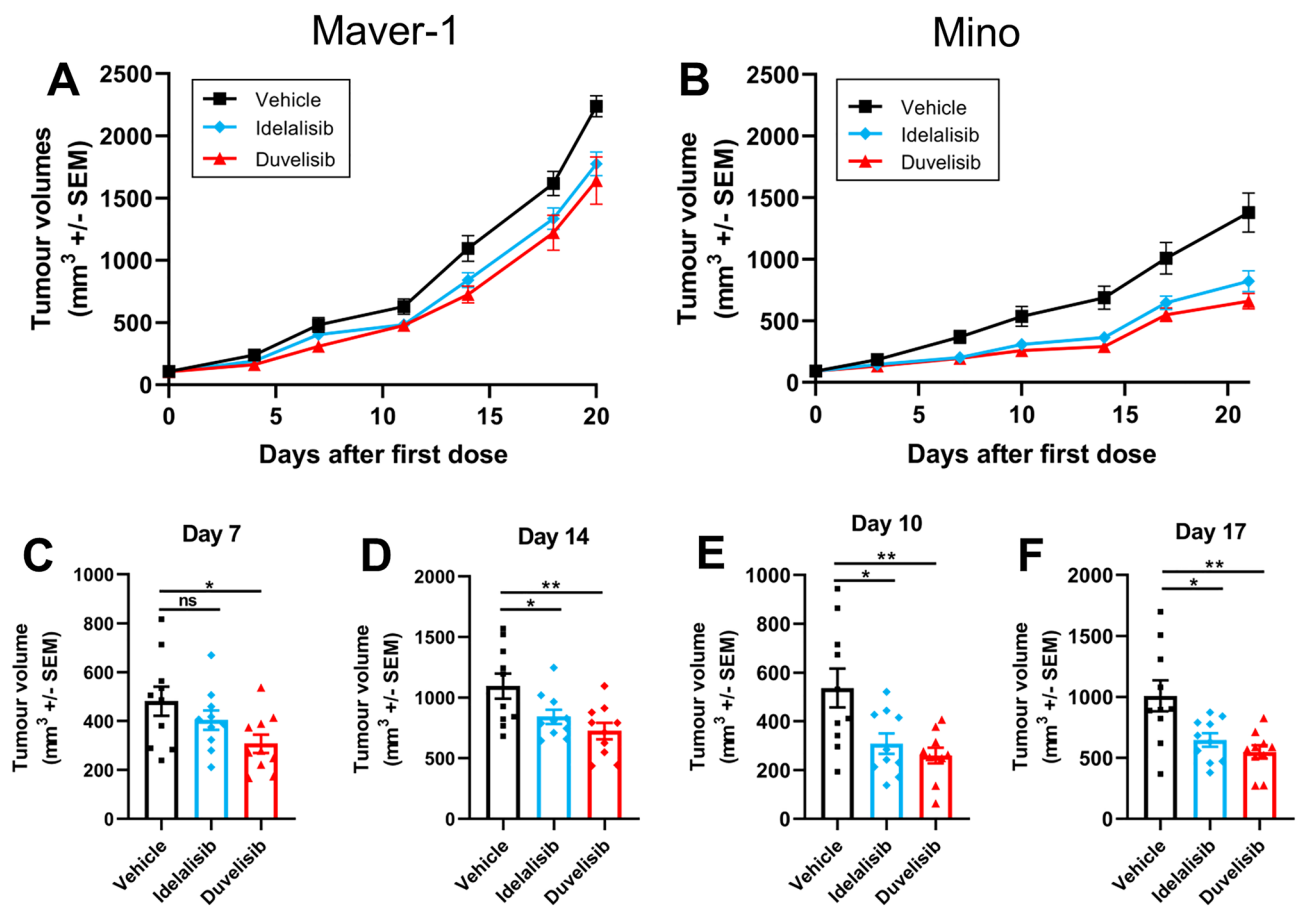 Maver-1
Mino
A
Tumour volumes
(mm³ +/- SEM)
2500
2000
1500
1000
500
0
Vehicle
Idelalisib
Duvelisib
0 5 10 15 20
Days after first dose
B
Tumour volume
(mm³ +/- SEM)
2500
2000
1500
1000
500
0
Vehicle
Idelalisib
Duvelisib
0 5 10 15 20
Days after first dose
C
Day 7
Tumour volume
(mm³ +/- SEM)
1000
800
600
400
200
0
*
ns
Vehicle
Idelalisib
Duvelisib
D
Day 14
Tumour volume
(mm³ +/- SEM)
2000
1500
1000
500
0
**
*
Vehicle
Idelalisib
Duvelisib
E
Day 10
Tumour volume
(mm³ +/- SEM)
1000
800
600
400
200
0
**
*
Vehicle
Idelalisib
Duvelisib
F
Day 17
Tumour volume
(mm³ +/- SEM)
2000
1500
1000
500
0
**
*
Vehicle
Idelalisib
Duvelisib